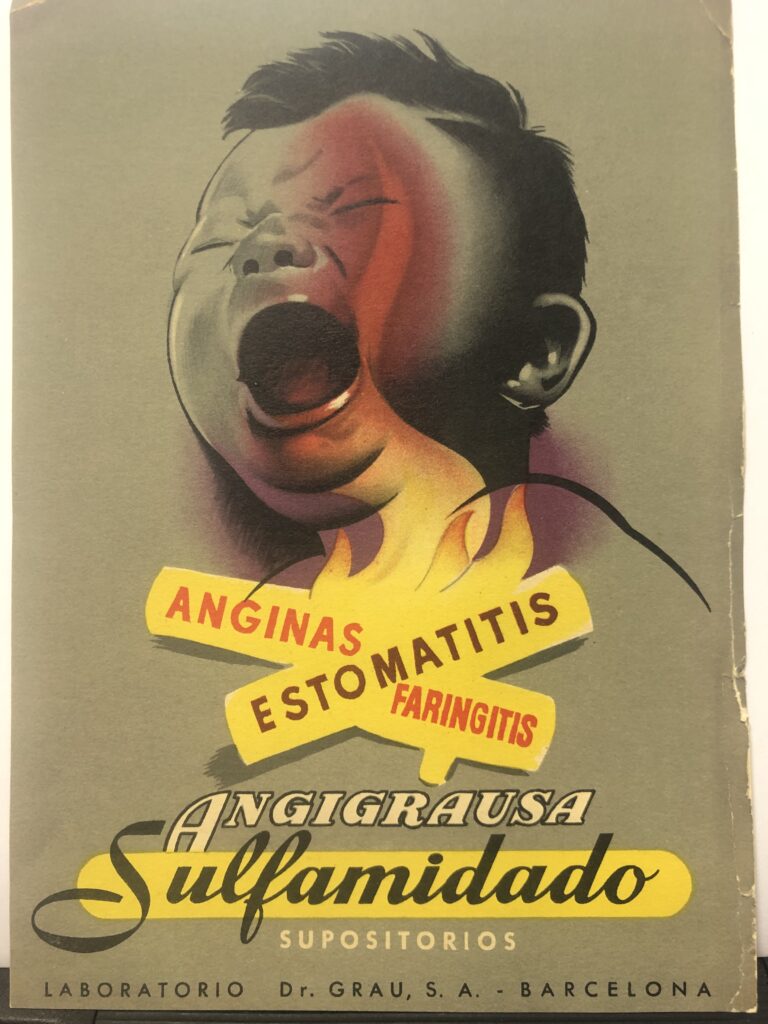 ANGINAS
ESTOMATITIS
FARINGITIS
ANGIGRAUSA
Sulfamidado
SUPOSITORIOS
LABORATORIO Dr. GRAU, S. A. - BARCELONA